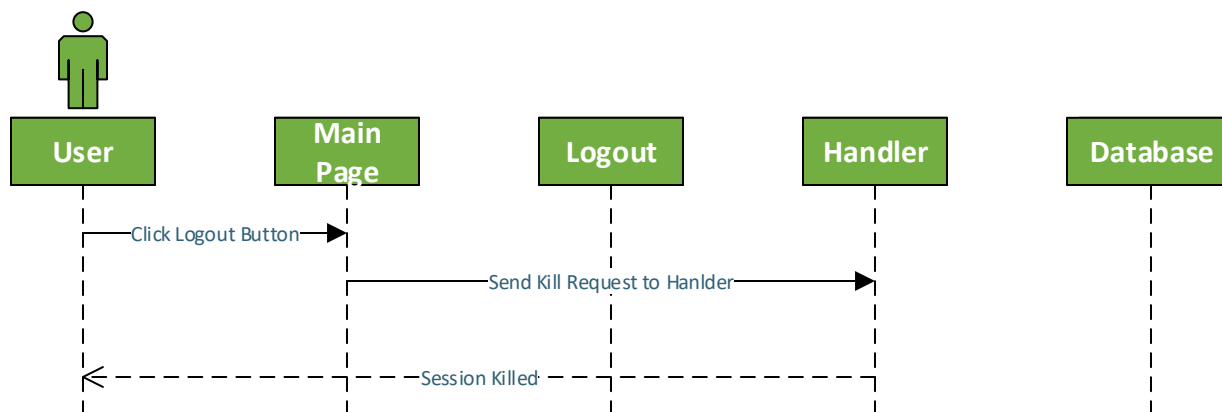 User
Main
Page
Logout
Handler
Database
Click Logout Button
Send Kill Request to Hanlder
Session Killed